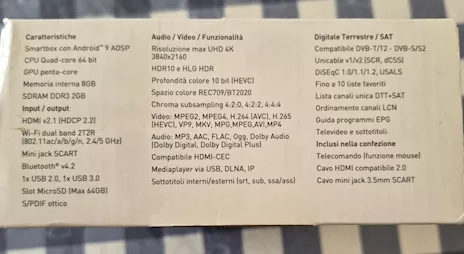 Caratteristiche
Smartbox con Android™ 9 AOSP
CPU Quad-core 64 bit
GPU penta-core
Memoria interna 8GB
SDRAM DDR3 2GB
Input / output
HDMI v2.1 (HDCP 2.2)
Wi-Fi dual band 2T2R
(802.11ac/a/b/g/n, 2.4/5 GHz)
Mini jack SCART
Bluetooth® v4.2
1x USB 2.0, 1x USB 3.0
Slot MicroSD (Max 64GB)
S/PDIF ottico
Audio / Video / Funzionalità
Risoluzione max UHD 4K
3840x2160
HDR10 e HLG HDR
Profondità colore 10 bit (HEVC)
Spazio colore REC709/BT2020
Chroma subsampling 4:2:0, 4:2:2, 4:4:4
Video: MPEG2, MPEG4, H.264 (AVC), H.265
(HEVC), VP9, MKV, MPG,MPEG,AVI,MP4
Audio: MP3, AAC, FLAC, Ogg, Dolby Audio
(Dolby Digital, Dolby Digital Plus)
Compatibile HDMI-CEC
Mediaplayer via USB, DLNA, IP
Sottotitoli interni/esterni (srt, sub, ssa/ass)
Digitale Terrestre / SAT
Compatibile DVB-T/T2 - DVB-S/S2
Unicable v1/v2 (SCR, dCSS)
DiSEqC 1.0/1.1/1.2, USALS
Fino a 10 liste favoriti
Lista canali unica DTT+SAT
Ordinamento canali LCN
Guida programmi EPG
Televideo e sottotitoli
Inclusi nella confezione
Telecomando (funzione mouse)
Cavo HDMI compatibile 2.0
Cavo mini jack 3.5mm SCART